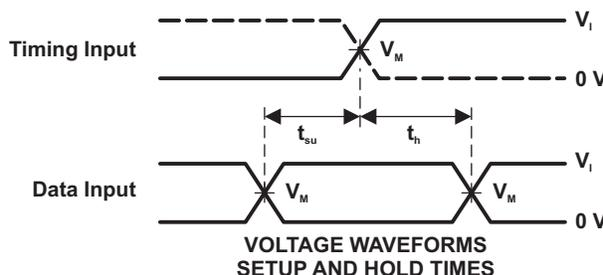 V_I
Timing Input
V_M
0 V
t_su
t_h
V_I
Data Input
V_M
V_M
0 V
VOLTAGE WAVEFORMS
SETUP AND HOLD TIMES